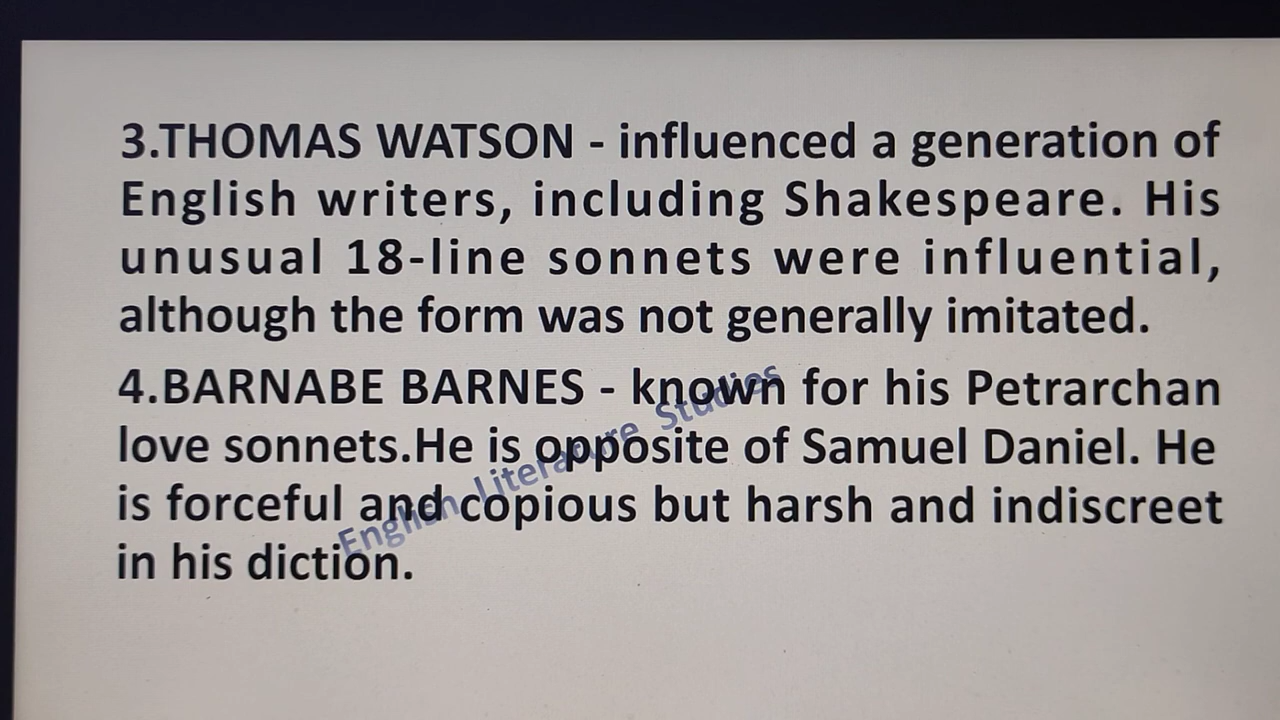 3.THOMAS WATSON - influenced a generation of
English writers, including Shakespeare. His
unusual 18-line sonnets were influential,
although the form was not generally imitated.
4.BARNABE BARNES - known for his Petrarchan
love sonnets.He is opposite of Samuel Daniel. He
is forceful and copious but harsh and indiscreet
in his diction.
English Literature Studies